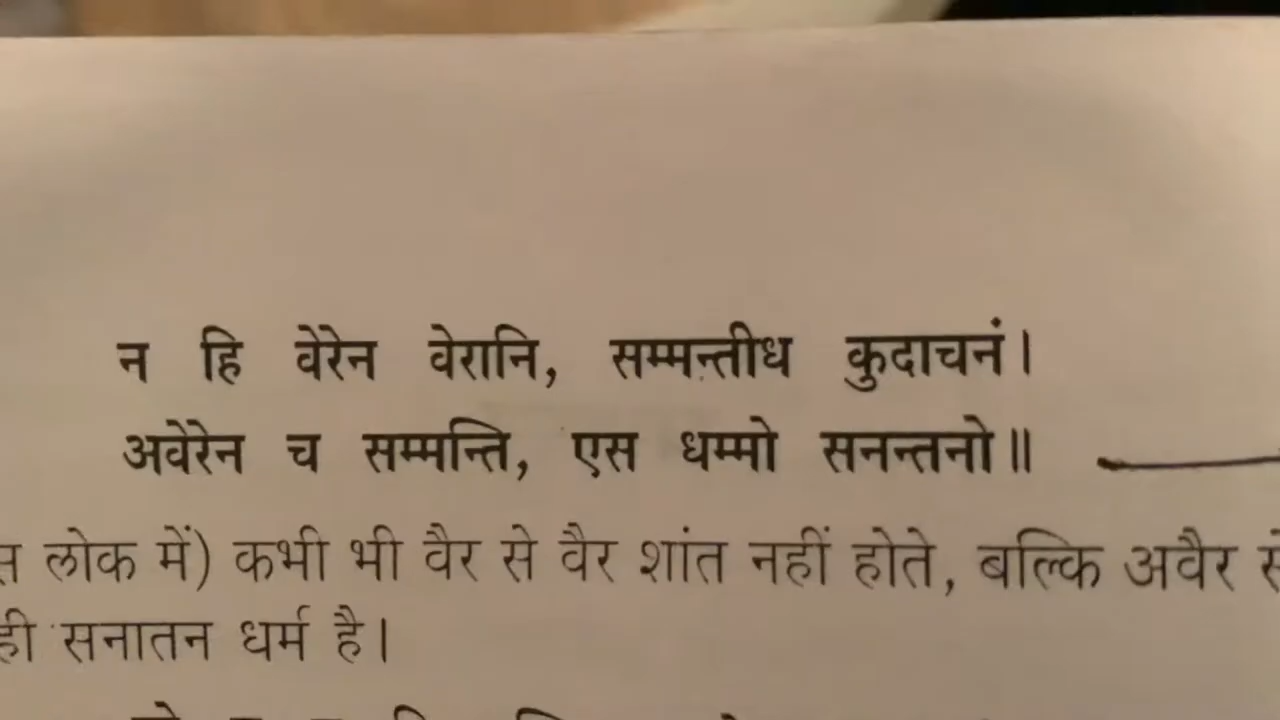 न हि वेरेन वेरानि, सम्मन्तीध कुदाचनं।
अवेरेन च सम्मन्ति, एस धम्मो सनन्तनो॥
लोक में) कभी भी वैर से वैर शांत नहीं होते, बल्कि अवैर से
ही सनातन धर्म है।